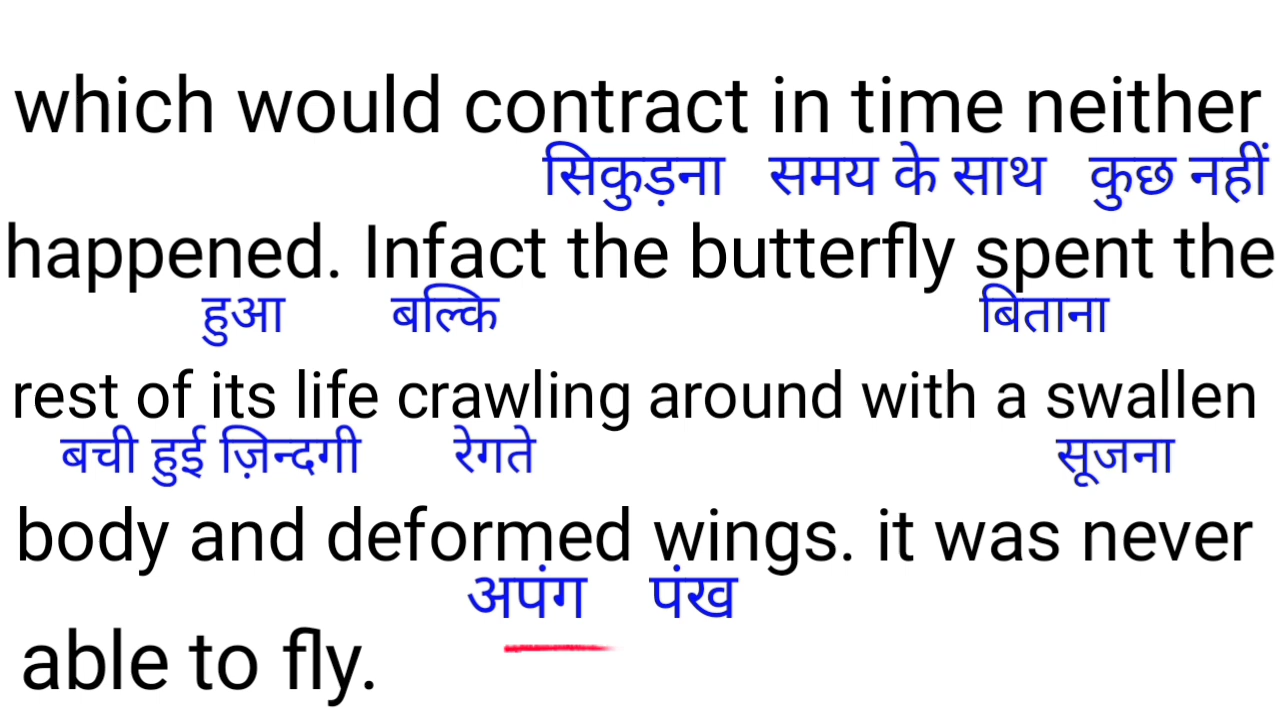 which would contract in time neither
सिकुड़ना समय के साथ कुछ नहीं
happened. Infact the butterfly spent the
हुआ बल्कि बिताना
rest of its life crawling around with a swallen
बची हुई ज़िन्दगी रेगते सूजना
body and deformed wings. it was never
अपंग पंख
able to fly.